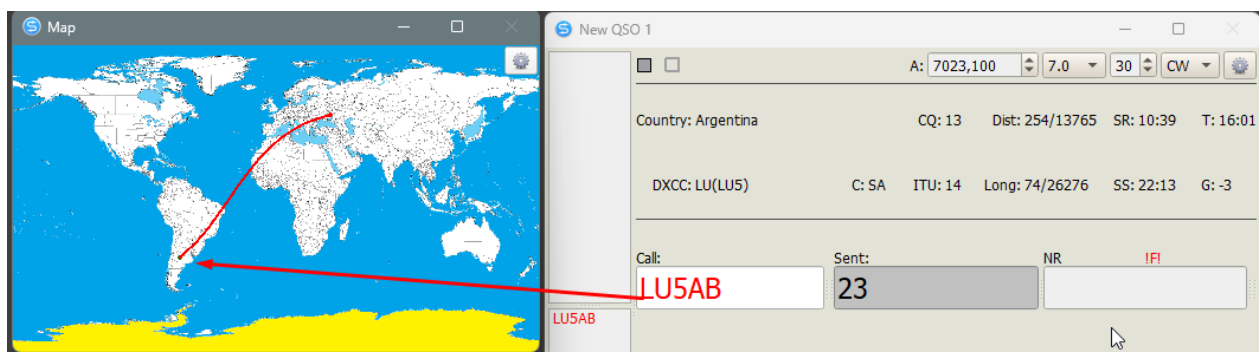 Map
New QSO 1
A: 7023,100 7.0 30 CW
Country: Argentina CQ: 13 Dist: 254/13765 SR: 10:39 T: 16:01
DXCC: LU(LU5) C: SA ITU: 14 Long: 74/26276 SS: 22:13 G: -3
Call: Sent: NR !F!
LU5AB 23
LU5AB